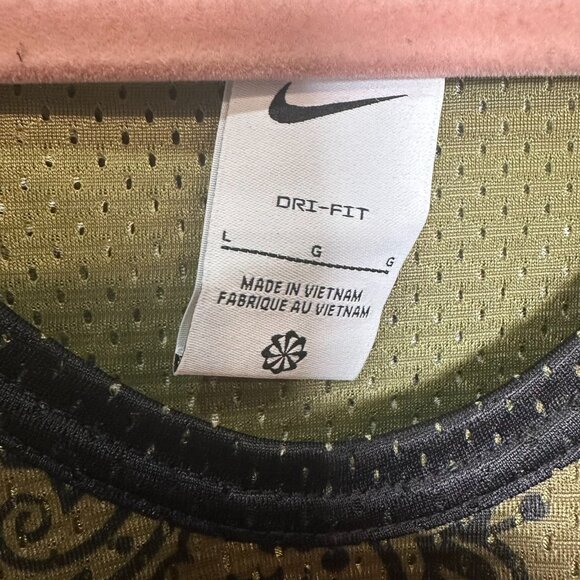 DRI-FIT
L G G
MADE IN VIETNAM
FABRIQUE AU VIETNAM